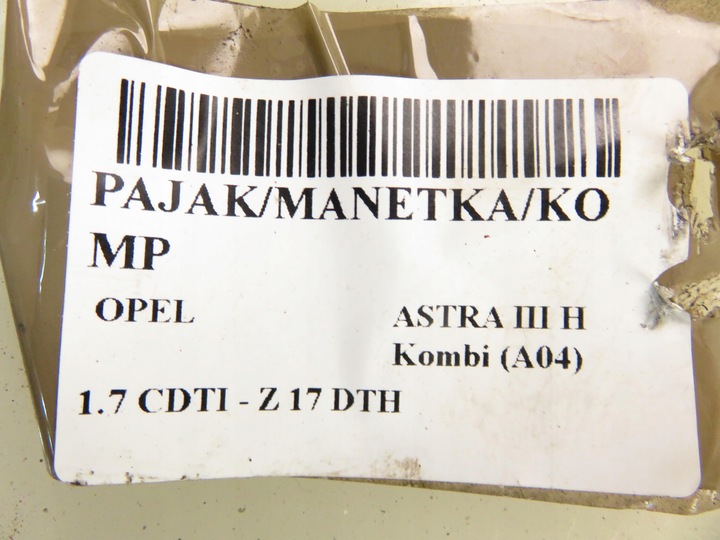 PAJAK/MANETKA/KO
MP
OPEL
ASTRA III H
Kombi (A04)
1.7 CDTI - Z 17 DTH